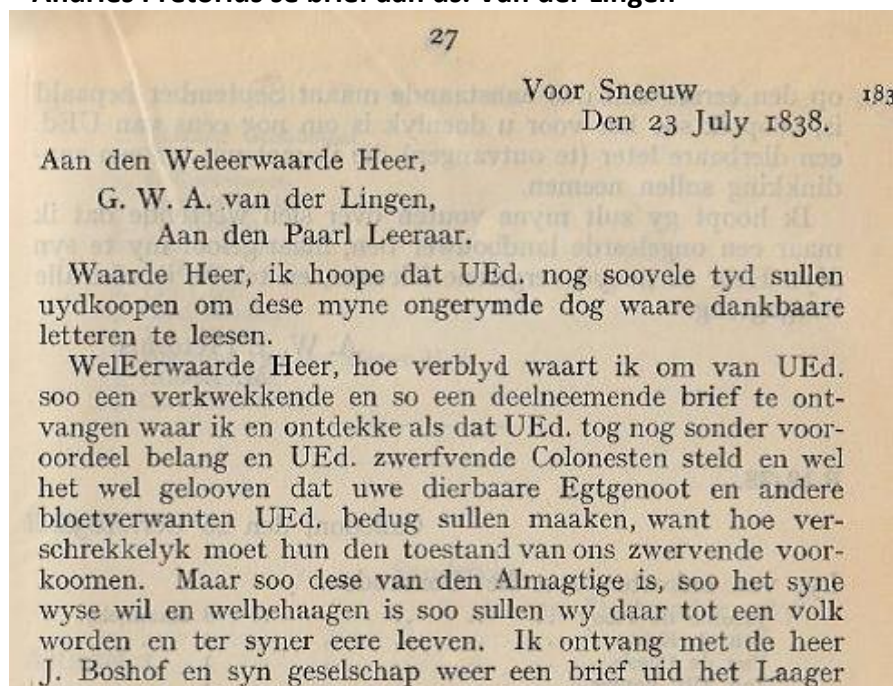 Andries Pretorius se brief aan ds. Van der Lingen
27
Voor Sneeuw 183
Den 23 July 1838.
Aan den Weleerwaarde Heer,
G. W. A. van der Lingen,
Aan den Paarl Leeraar.
Waarde Heer, ik hoope dat UEd. nog soovele tyd sullen
uydkoopen om dese myne ongerymde dog waare dankbaare
letteren te leesen.
WelEerwaarde Heer, hoe verblyd waart ik om van UEd.
soo een verkwekkende en so een deelneemende brief te ont-
vangen waar ik en ontdekke als dat UEd. tog nog sonder voor-
oordeel belang en UEd. zwerfvende Colonesten steld en wel
het wel gelooven dat uwe dierbaare Egtgenoot en andere
bloetverwanten UEd. bedug sullen maaken, want hoe ver-
schrekkelyk moet hun den toestand van ons zwervende voor-
koomen. Maar soo dese van den Almagtige is, soo het syne
wyse wil en welbehaagen is soo sullen wy daar tot een volk
worden en ter syner eere leeven. Ik ontvang met de heer
J. Boshof en syn geselschap weer een brief uid het Laager